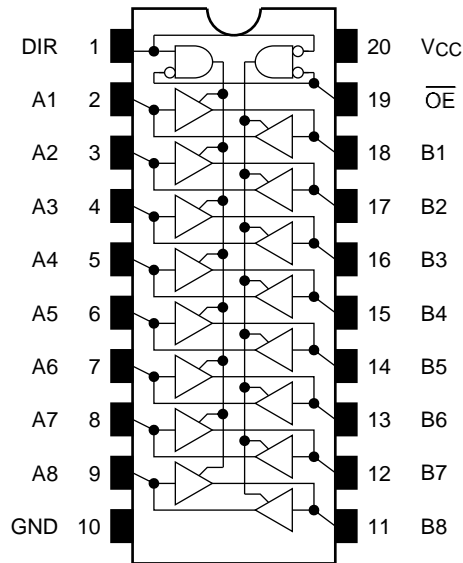 DIR 1 20 VCC
A1 2 19 OE
A2 3 18 B1
A3 4 17 B2
A4 5 16 B3
A5 6 15 B4
A6 7 14 B5
A7 8 13 B6
A8 9 12 B7
GND 10 11 B8